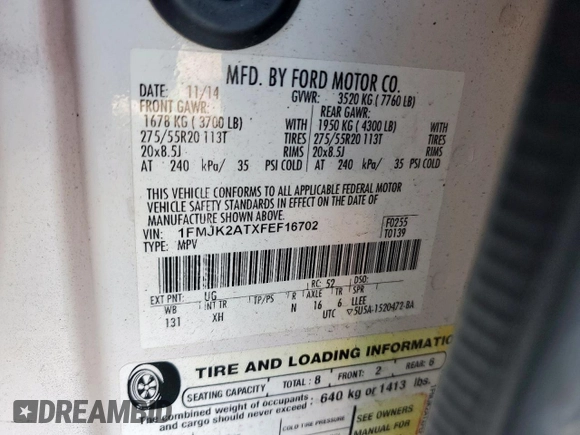 MFD. BY FORD MOTOR CO.
DATE: 11/14 GVWR: 3520 KG ( 7760 LB)
FRONT GAWR: REAR GAWR:
1678 KG ( 3700 LB) WITH 1950 KG ( 4300 LB) WITH
275/55R20 113T TIRES 275/55R20 113T TIRES
20x8.5J RIMS 20x8.5J RIMS
AT 240 kPa/ 35 PSI COLD AT 240 kPa/ 35 PSI COLD
THIS VEHICLE CONFORMS TO ALL APPLICABLE FEDERAL MOTOR
VEHICLE SAFETY STANDARDS IN EFFECT ON THE DATE OF
MANUFACTURE SHOWN ABOVE.
VIN: 1FMJK2ATXFEF16702 F0255
TYPE: MPV T0139
RC: 52 DSO:
EXT PNT: UG
WB INT TR TP/PS R AXLE TR SPR
131 XH N 16 6 LLEE
UTC 5U5A-1520472-BA
TIRE AND LOADING INFORMATION
SEATING CAPACITY TOTAL: 8 FRONT: 2 REAR: 6
The combined weight of occupants
and cargo should never exceed: 640 kg or 1413 lbs.
COLD TIRE PRESSURE
SEE OWNERS
MANUAL FOR
DREAMBID